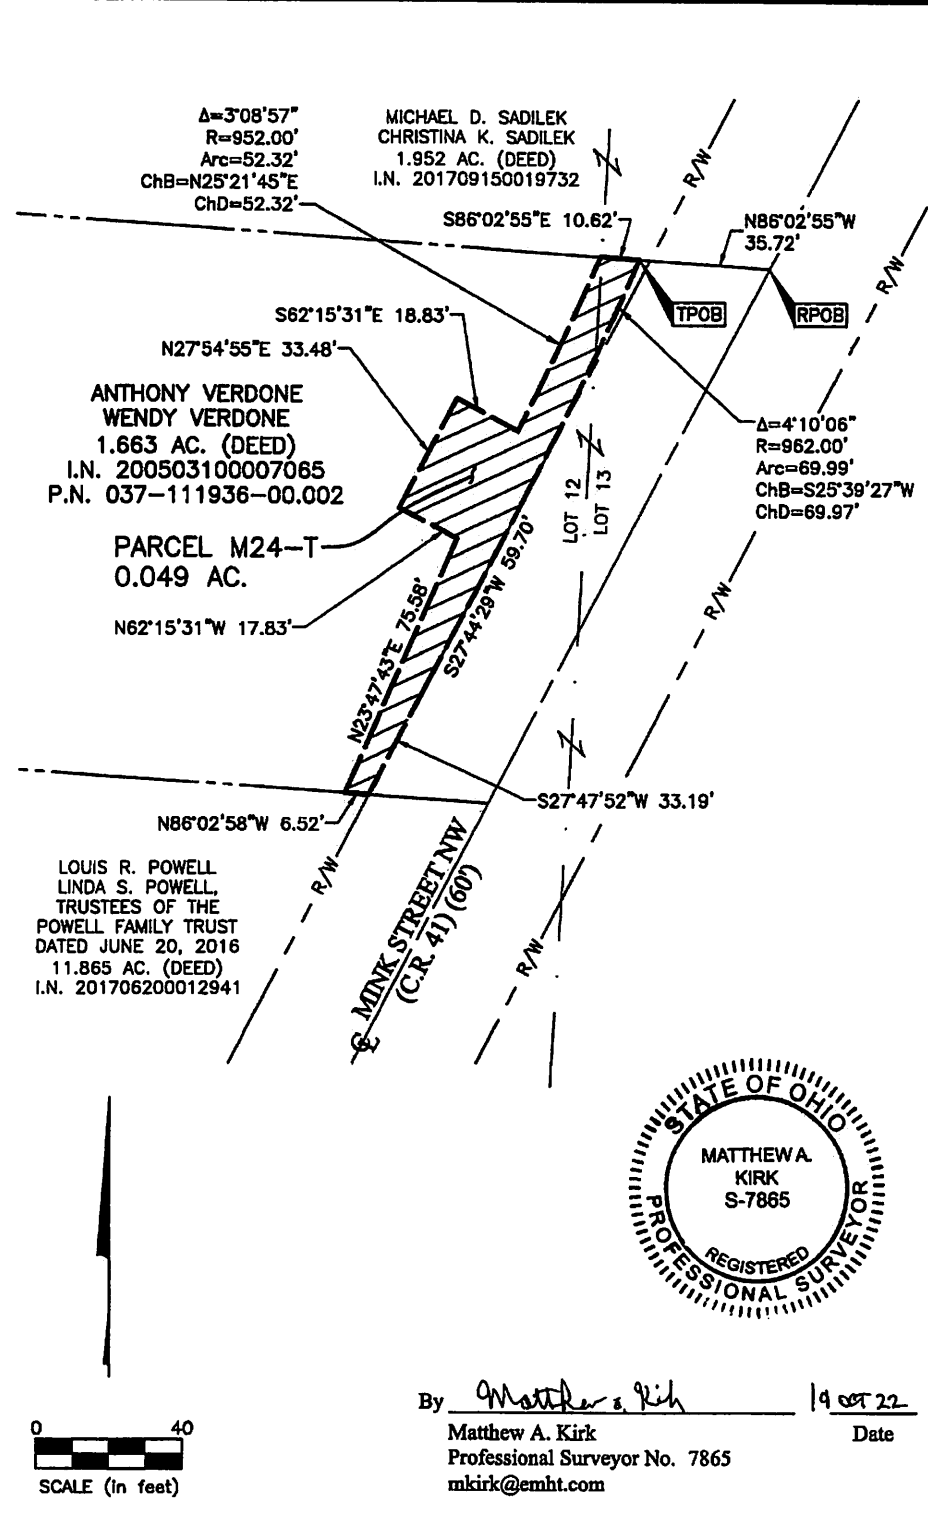 Δ=3°08'57"
R=952.00'
Arc=52.32'
ChB=N25°21'45"E
ChD=52.32'
MICHAEL D. SADILEK
CHRISTINA K. SADILEK
1.952 AC. (DEED)
I.N. 201709150019732
R/W
S86°02'55"E 10.62'
N86°02'55"W
35.72'
R/W
TPOB
RPOB
S62°15'31"E 18.83'
N27°54'55"E 33.48'
ANTHONY VERDONE
WENDY VERDONE
1.663 AC. (DEED)
I.N. 200503100007065
P.N. 037-111936-00.002
Δ=4°10'06"
R=962.00'
Arc=69.99'
ChB=S25°39'27"W
ChD=69.97'
LOT 12
LOT 13
PARCEL M24-T
0.049 AC.
N62°15'31"W 17.83'
N23°47'43"E 75.58'
S27°44'29"W 59.70'
R/W
S27°47'52"W 33.19'
N86°02'58"W 6.52'
LOUIS R. POWELL
LINDA S. POWELL,
TRUSTEES OF THE
POWELL FAMILY TRUST
DATED JUNE 20, 2016
11.865 AC. (DEED)
I.N. 201706200012941
R/W
℄ MINK STREET NW
(C.R. 41) (60')
R/W
STATE OF OHIO
MATTHEW A.
KIRK
S-7865
REGISTERED
PROFESSIONAL SURVEYOR
0 40
SCALE (in feet)
By Matthew A. Kirk 19 OCT 22
Matthew A. Kirk Date
Professional Surveyor No. 7865
mkirk@emht.com